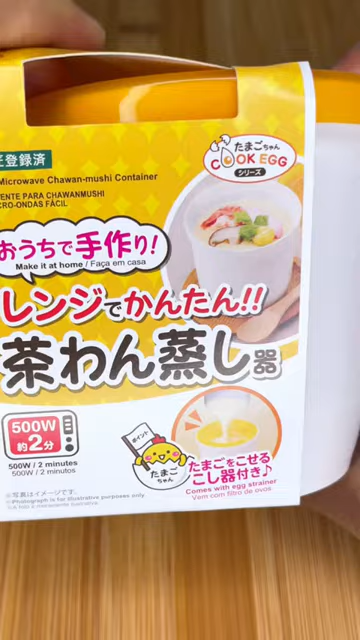 登録済
たまごちゃん
COOK EGG
シリーズ
Microwave Chawan-mushi Container
ENTE PARA CHAWANMUSHI
CRO-ONDAS FÁCIL
おうちで手作り!
Make it at home / Faça em casa
レンジでかんたん!!
茶わん蒸し器
500W
約2分
500W / 2 minutes
500W / 2 minutos
ポイント
たまご
ちゃん
たまごをこせる
こし器付き♪
Comes with egg strainer
Vem com filtro de ovos
※写真はイメージです。
※Photograph is for illustrative purposes only